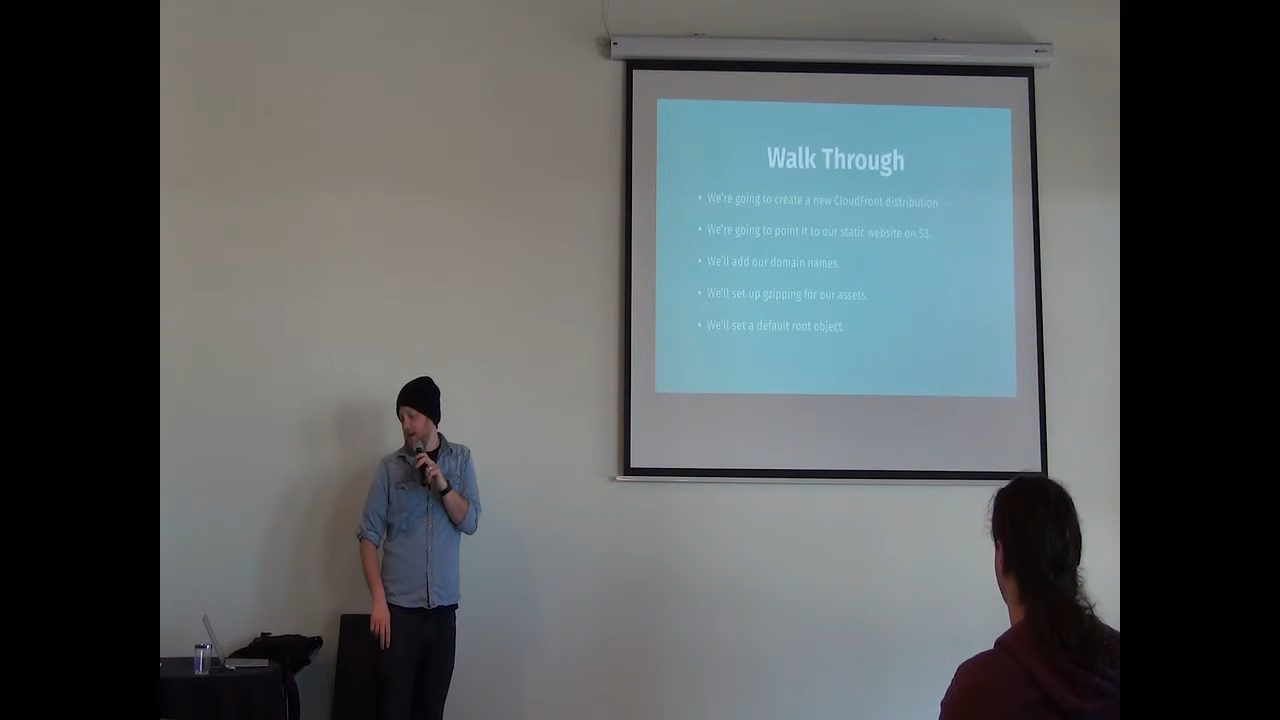 Walk Through
• We're going to create a new CloudFront distribution.
• We're going to point it to our static website on S3.
• We'll add our domain names.
• We'll set up gzipping for our assets.
• We'll set a default root object.